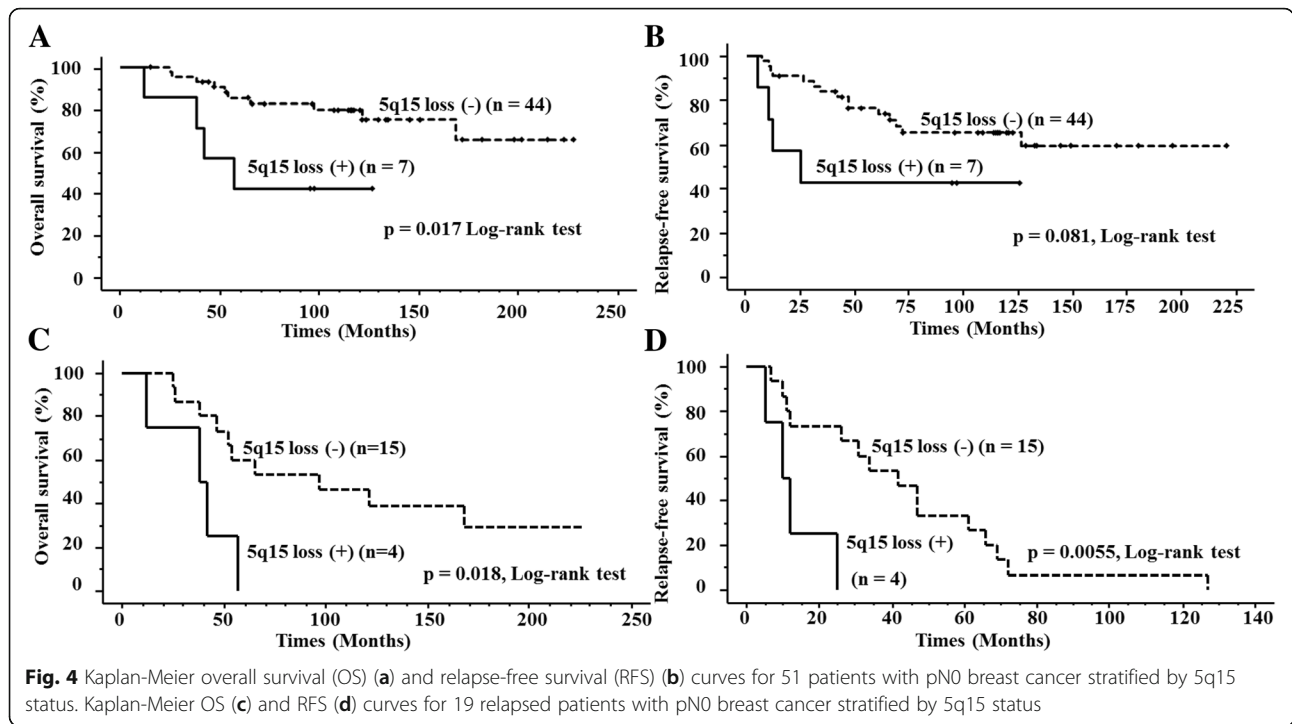 A
Overall survival (%)
100
80
60
40
20
0
5q15 loss (-) (n = 44)
5q15 loss (+) (n = 7)
p = 0.017 Log-rank test
0 50 100 150 200 250
Times (Months)
B
Relapse-free survival (%)
100
80
60
40
20
0
5q15 loss (-) (n = 44)
5q15 loss (+) (n = 7)
p = 0.081, Log-rank test
0 25 50 75 100 125 150 175 200 225
Times (Months)
C
Overall survival (%)
100
80
60
40
20
0
5q15 loss (-) (n=15)
5q15 loss (+) (n=4)
p = 0.018, Log-rank test
0 50 100 150 200 250
Times (Months)
D
Relapse-free survival (%)
100
80
60
40
20
0
5q15 loss (-) (n = 15)
5q15 loss (+)
(n = 4)
p = 0.0055, Log-rank test
0 20 40 60 80 100 120 140
Times (Months)
Fig. 4 Kaplan-Meier overall survival (OS) (a) and relapse-free survival (RFS) (b) curves for 51 patients with pN0 breast cancer stratified by 5q15
status. Kaplan-Meier OS (c) and RFS (d) curves for 19 relapsed patients with pN0 breast cancer stratified by 5q15 status